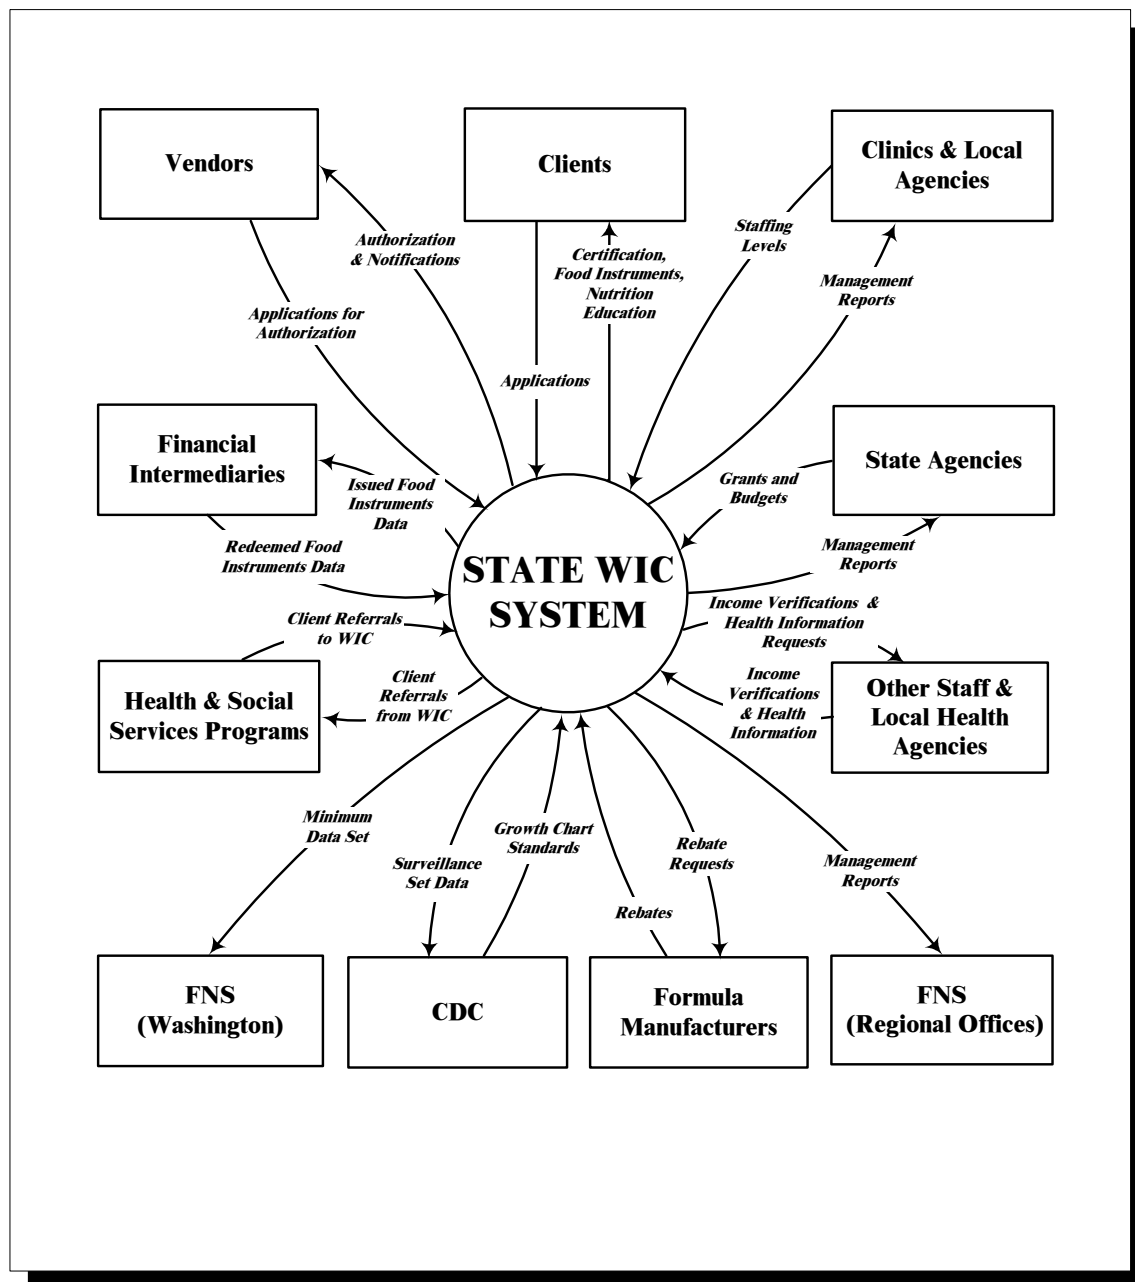 Vendors
Clients
Clinics & Local
Agencies
Authorization
& Notifications
Certification,
Food Instruments,
Nutrition
Education
Staffing
Levels
Management
Reports
Applications for
Authorization
Applications
Financial
Intermediaries
Issued Food
Instruments
Data
Grants and
Budgets
State Agencies
Redeemed Food
Instruments Data
STATE WIC
SYSTEM
Management
Reports
Client Referrals
to WIC
Income Verifications &
Health Information
Requests
Health & Social
Services Programs
Client
Referrals
from WIC
Income
Verifications
& Health
Information
Other Staff &
Local Health
Agencies
Minimum
Data Set
Surveillance
Set Data
Growth Chart
Standards
Rebates
Rebate
Requests
Management
Reports
FNS
(Washington)
CDC
Formula
Manufacturers
FNS
(Regional Offices)